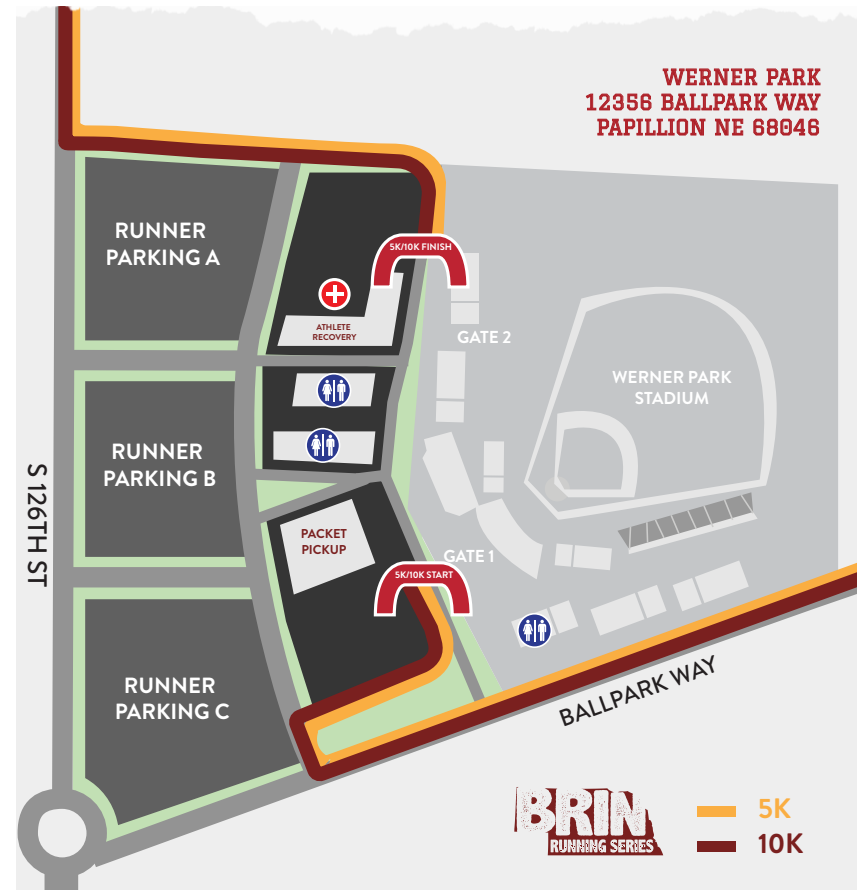 WERNER PARK
12356 BALLPARK WAY
PAPILLION NE 68046
RUNNER
PARKING A
5K/10K FINISH
ATHLETE
RECOVERY
GATE 2
WERNER PARK
STADIUM
RUNNER
PARKING B
S 126TH ST
PACKET
PICKUP
GATE 1
5K/10K START
RUNNER
PARKING C
BALLPARK WAY
BRIN
RUNNING SERIES
5K
10K